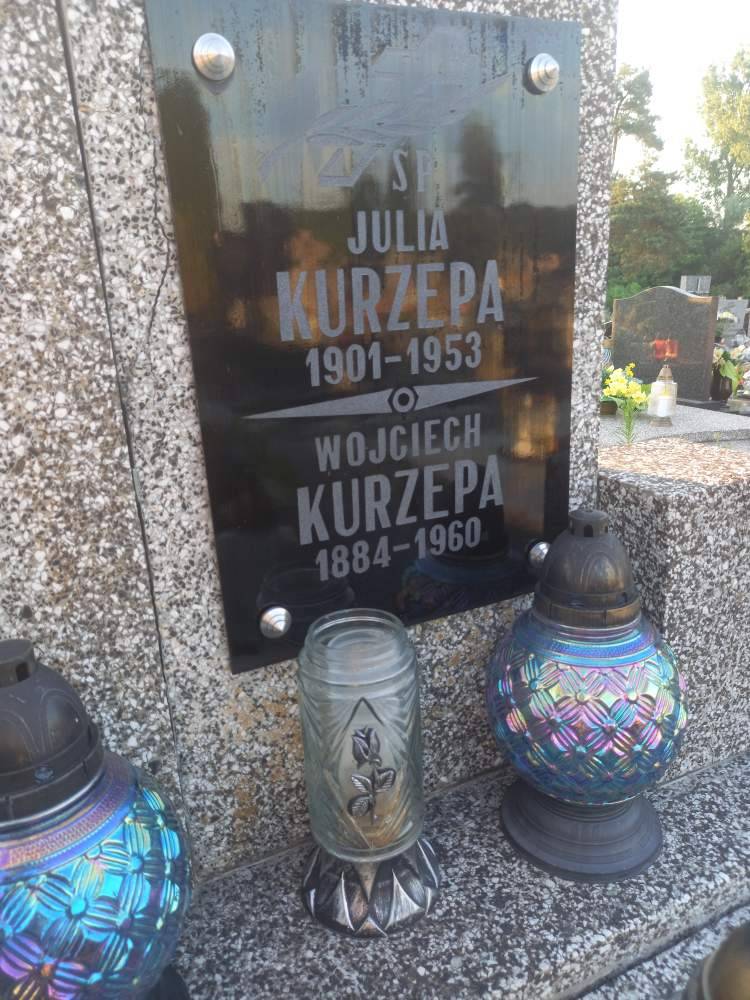 ŚP
JULIA
KURZEPA
1901-1953
WOJCIECH
KURZEPA
1884-1960